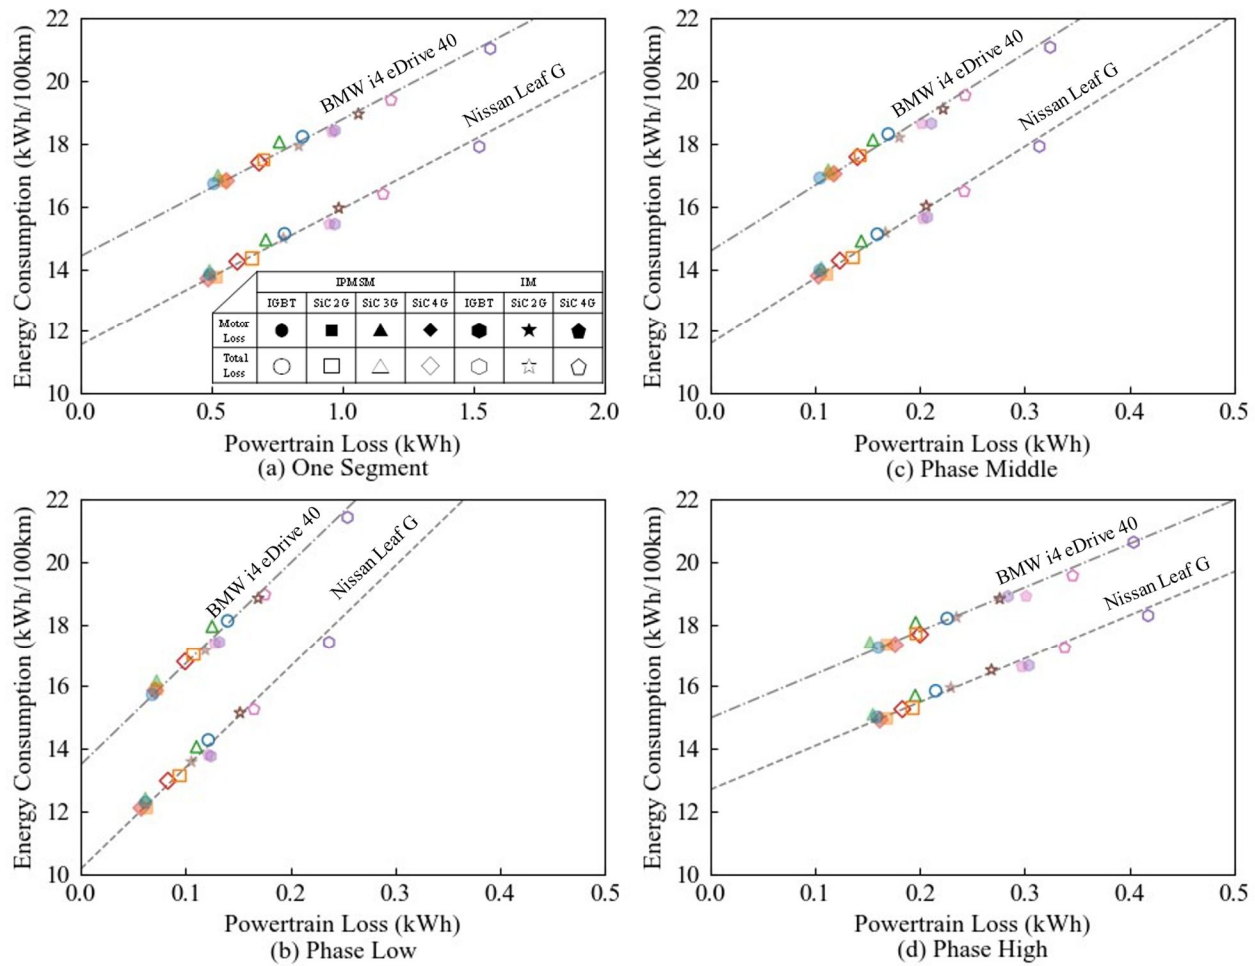 22
20
18
16
14
12
10
Energy Consumption (kWh/100km)
BMW i4 eDrive 40
Nissan Leaf G
IPMSM IM
IGBT SiC 2G SiC 3G SiC 4G IGBT SiC 2G SiC 4G
Motor
Loss
Total
Loss
0.0 0.5 1.0 1.5 2.0
Powertrain Loss (kWh)
(a) One Segment
22
20
18
16
14
12
10
Energy Consumption (kWh/100km)
BMW i4 eDrive 40
Nissan Leaf G
0.0 0.1 0.2 0.3 0.4 0.5
Powertrain Loss (kWh)
(c) Phase Middle
22
20
18
16
14
12
10
Energy Consumption (kWh/100km)
BMW i4 eDrive 40
Nissan Leaf G
0.0 0.1 0.2 0.3 0.4 0.5
Powertrain Loss (kWh)
(b) Phase Low
22
20
18
16
14
12
10
Energy Consumption (kWh/100km)
BMW i4 eDrive 40
Nissan Leaf G
0.0 0.1 0.2 0.3 0.4 0.5
Powertrain Loss (kWh)
(d) Phase High